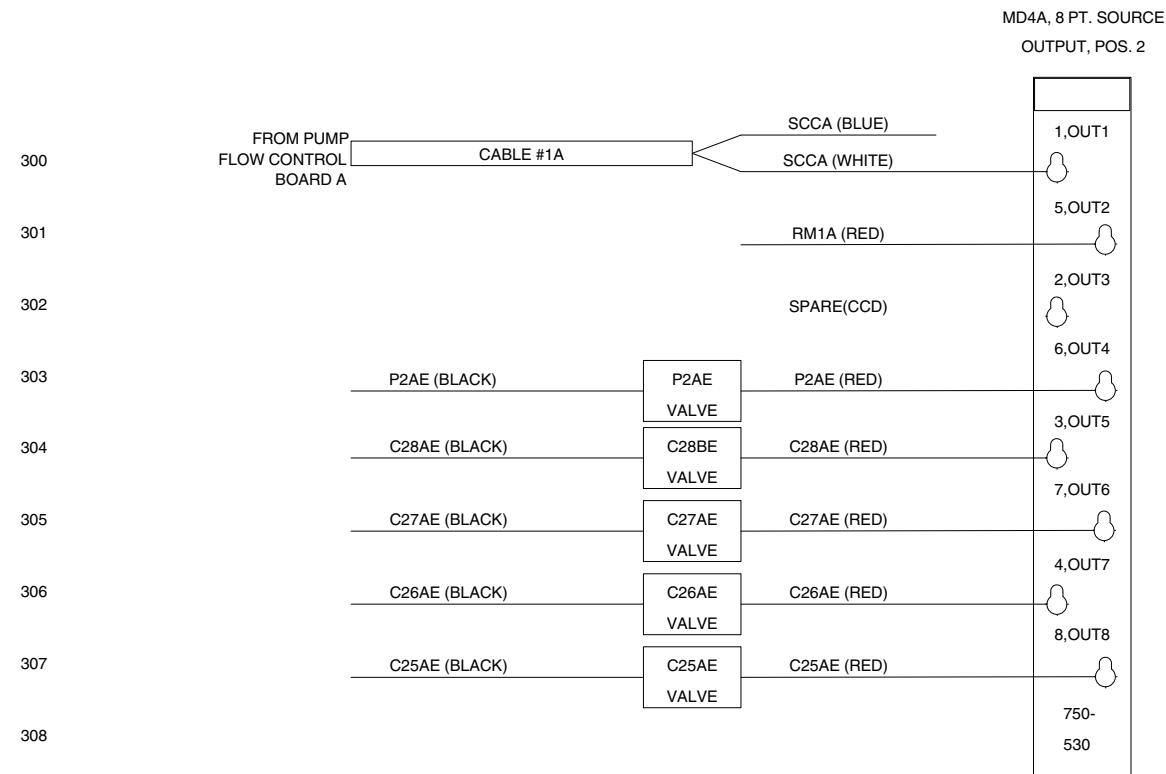 MD4A, 8 PT. SOURCE
OUTPUT, POS. 2
SCCA (BLUE)
1,OUT1
FROM PUMP
300
FLOW CONTROL
CABLE #1A
SCCA (WHITE)
BOARD A
5,OUT2
301
RM1A (RED)
2,OUT3
302
SPARE(CCD)
6,OUT4
303
P2AE (BLACK)
P2AE
VALVE
P2AE (RED)
3,OUT5
304
C28AE (BLACK)
C28BE
VALVE
C28AE (RED)
7,OUT6
305
C27AE (BLACK)
C27AE
VALVE
C27AE (RED)
4,OUT7
306
C26AE (BLACK)
C26AE
VALVE
C26AE (RED)
8,OUT8
307
C25AE (BLACK)
C25AE
VALVE
C25AE (RED)
750-
530
308